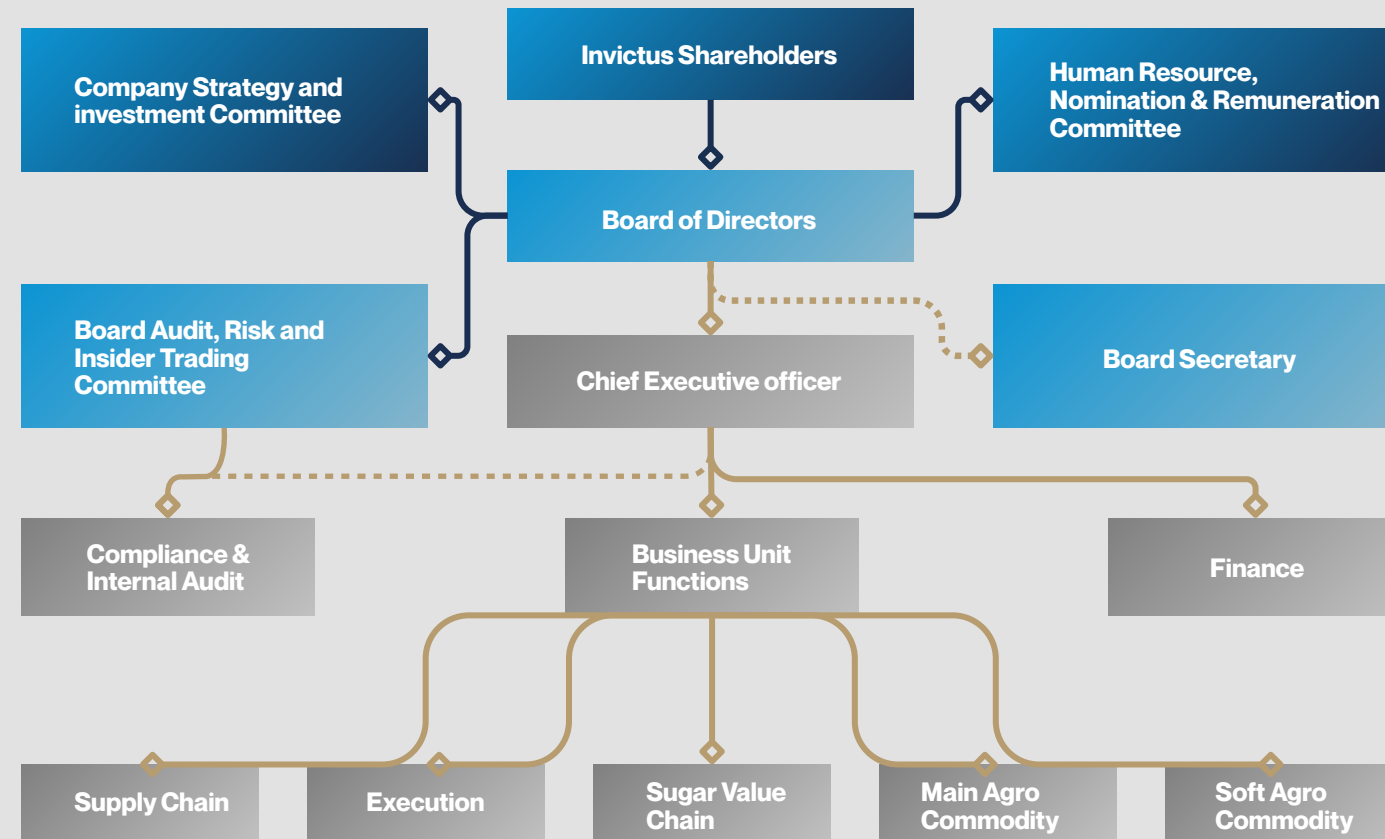 Invictus Shareholders
Company Strategy and
investment Committee
Human Resource,
Nomination & Remuneration
Committee
Board of Directors
Board Audit, Risk and
Insider Trading
Committee
Chief Executive officer
Board Secretary
Compliance &
Internal Audit
Business Unit
Functions
Finance
Supply Chain
Execution
Sugar Value
Chain
Main Agro
Commodity
Soft Agro
Commodity